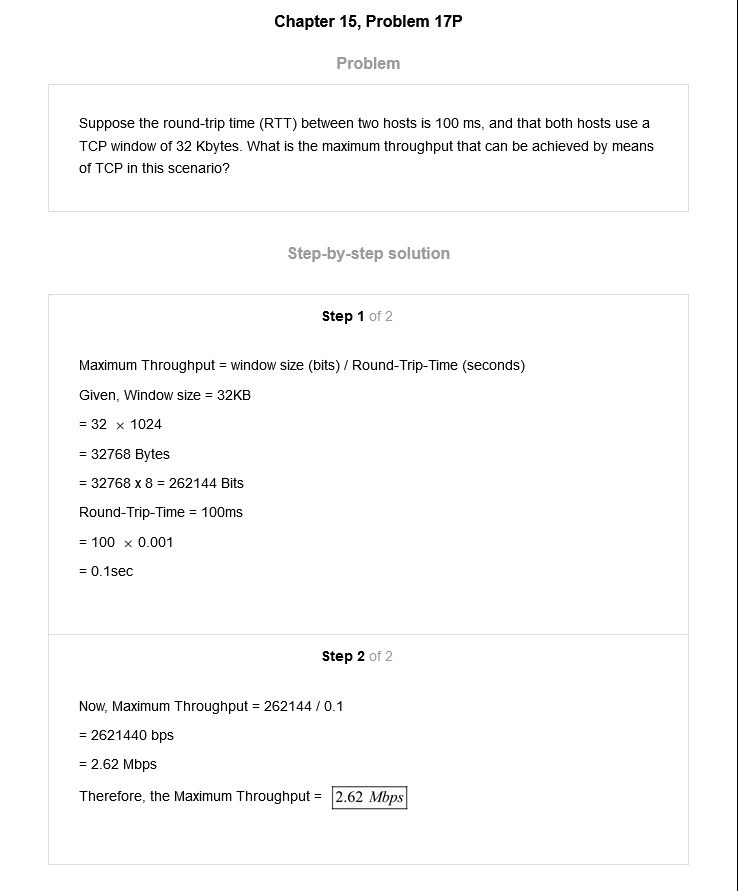 Chapter 15, Problem 17P
Problem
Suppose the round-trip time (RTT) between two hosts is 100 ms, and that both hosts use a
TCP window of 32 Kbytes. What is the maximum throughput that can be achieved by means
of TCP in this scenario?
Step-by-step solution
Step 1 of 2
Maximum Throughput = window size (bits) / Round-Trip-Time (seconds)
Given, Window size = 32KB
= 32 × 1024
= 32768 Bytes
= 32768 x 8 = 262144 Bits
Round-Trip-Time = 100ms
= 100 × 0.001
= 0.1sec
Step 2 of 2
Now, Maximum Throughput = 262144 / 0.1
= 2621440 bps
= 2.62 Mbps
Therefore, the Maximum Throughput = 2.62 Mbps